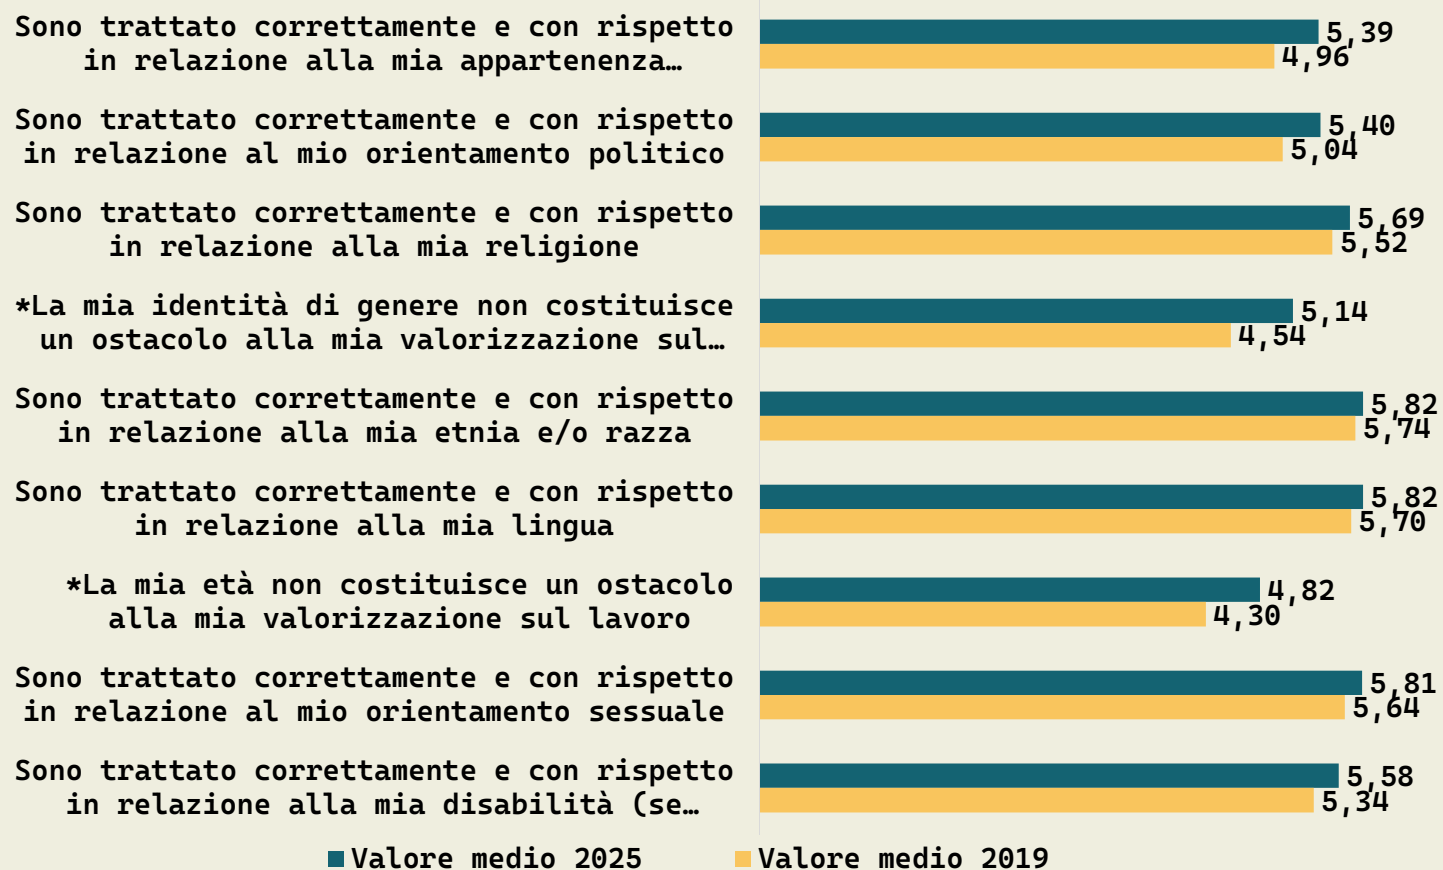 Sono trattato correttamente e con rispetto
in relazione alla mia appartenenza…
5,39
4,96
Sono trattato correttamente e con rispetto
in relazione al mio orientamento politico
5,40
5,04
Sono trattato correttamente e con rispetto
in relazione alla mia religione
5,69
5,52
*La mia identità di genere non costituisce
un ostacolo alla mia valorizzazione sul…
5,14
4,54
Sono trattato correttamente e con rispetto
in relazione alla mia etnia e/o razza
5,82
5,74
Sono trattato correttamente e con rispetto
in relazione alla mia lingua
5,82
5,70
*La mia età non costituisce un ostacolo
alla mia valorizzazione sul lavoro
4,82
4,30
Sono trattato correttamente e con rispetto
in relazione al mio orientamento sessuale
5,81
5,64
Sono trattato correttamente e con rispetto
in relazione alla mia disabilità (se…
5,58
5,34
Valore medio 2025
Valore medio 2019